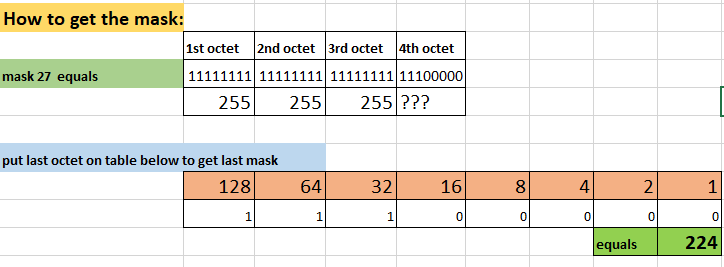 How to get the mask:
1st octet 2nd octet 3rd octet 4th octet
mask 27 equals 11111111 11111111 11111111 11100000
255 255 255 ???
put last octet on table below to get last mask
128 64 32 16 8 4 2 1
1 1 1 0 0 0 0 0
equals 224